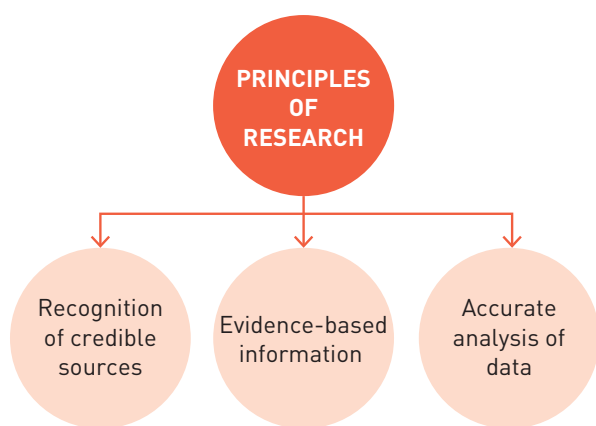 PRINCIPLES
OF
RESEARCH
Recognition
of credible
sources
Evidence-based
information
Accurate
analysis of
data